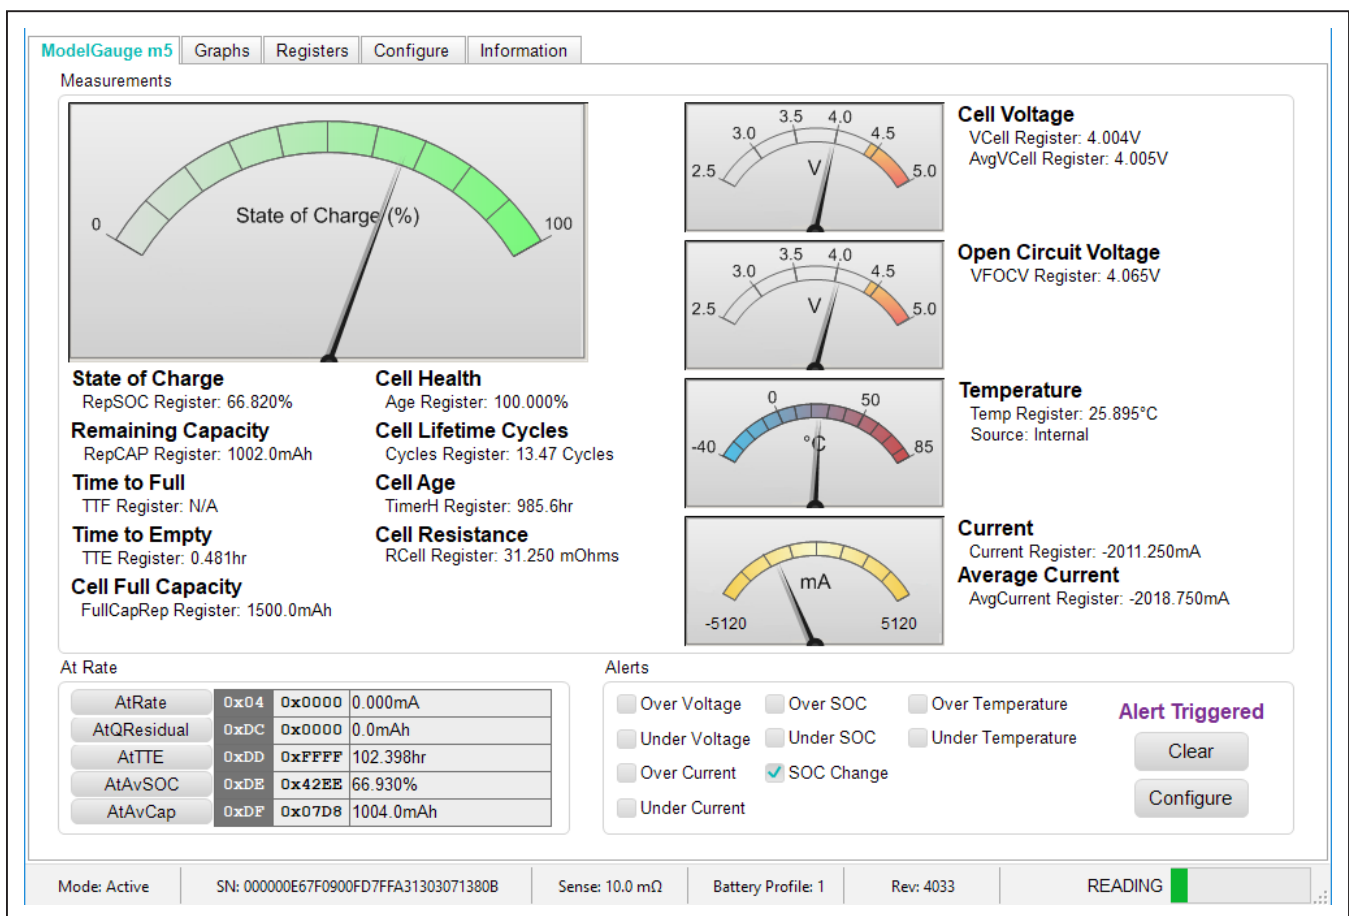 ModelGauge m5 Graphs Registers Configure Information
Measurements
0
State of Charge (%)
100
State of Charge
RepSOC Register: 66.820%
Remaining Capacity
RepCAP Register: 1002.0mAh
Time to Full
TTF Register: N/A
Time to Empty
TTE Register: 0.481hr
Cell Full Capacity
FullCapRep Register: 1500.0mAh
Cell Health
Age Register: 100.000%
Cell Lifetime Cycles
Cycles Register: 13.47 Cycles
Cell Age
TimerH Register: 985.6hr
Cell Resistance
RCell Register: 31.250 mOhms
2.5 3.0 3.5 4.0 4.5 5.0
V
Cell Voltage
VCell Register: 4.004V
AvgVCell Register: 4.005V
2.5 3.0 3.5 4.0 4.5 5.0
V
Open Circuit Voltage
VFOCV Register: 4.065V
-40 0 50 85
°C
Temperature
Temp Register: 25.895°C
Source: Internal
mA
-5120 5120
Current
Current Register: -2011.250mA
Average Current
AvgCurrent Register: -2018.750mA
At Rate
AtRate 0x04 0x0000 0.000mA
AtQResidual 0xDC 0x0000 0.0mAh
AtTTE 0xDD 0xFFFF 102.398hr
AtAvSOC 0xDE 0x42EE 66.930%
AtAvCap 0xDF 0x07D8 1004.0mAh
Alerts
Over Voltage Over SOC Over Temperature
Under Voltage Under SOC Under Temperature
Over Current SOC Change
Under Current
Alert Triggered
Clear
Configure
Mode: Active SN: 000000E67F0900FD7FFA31303071380B Sense: 10.0 mΩ Battery Profile: 1 Rev: 4033 READING